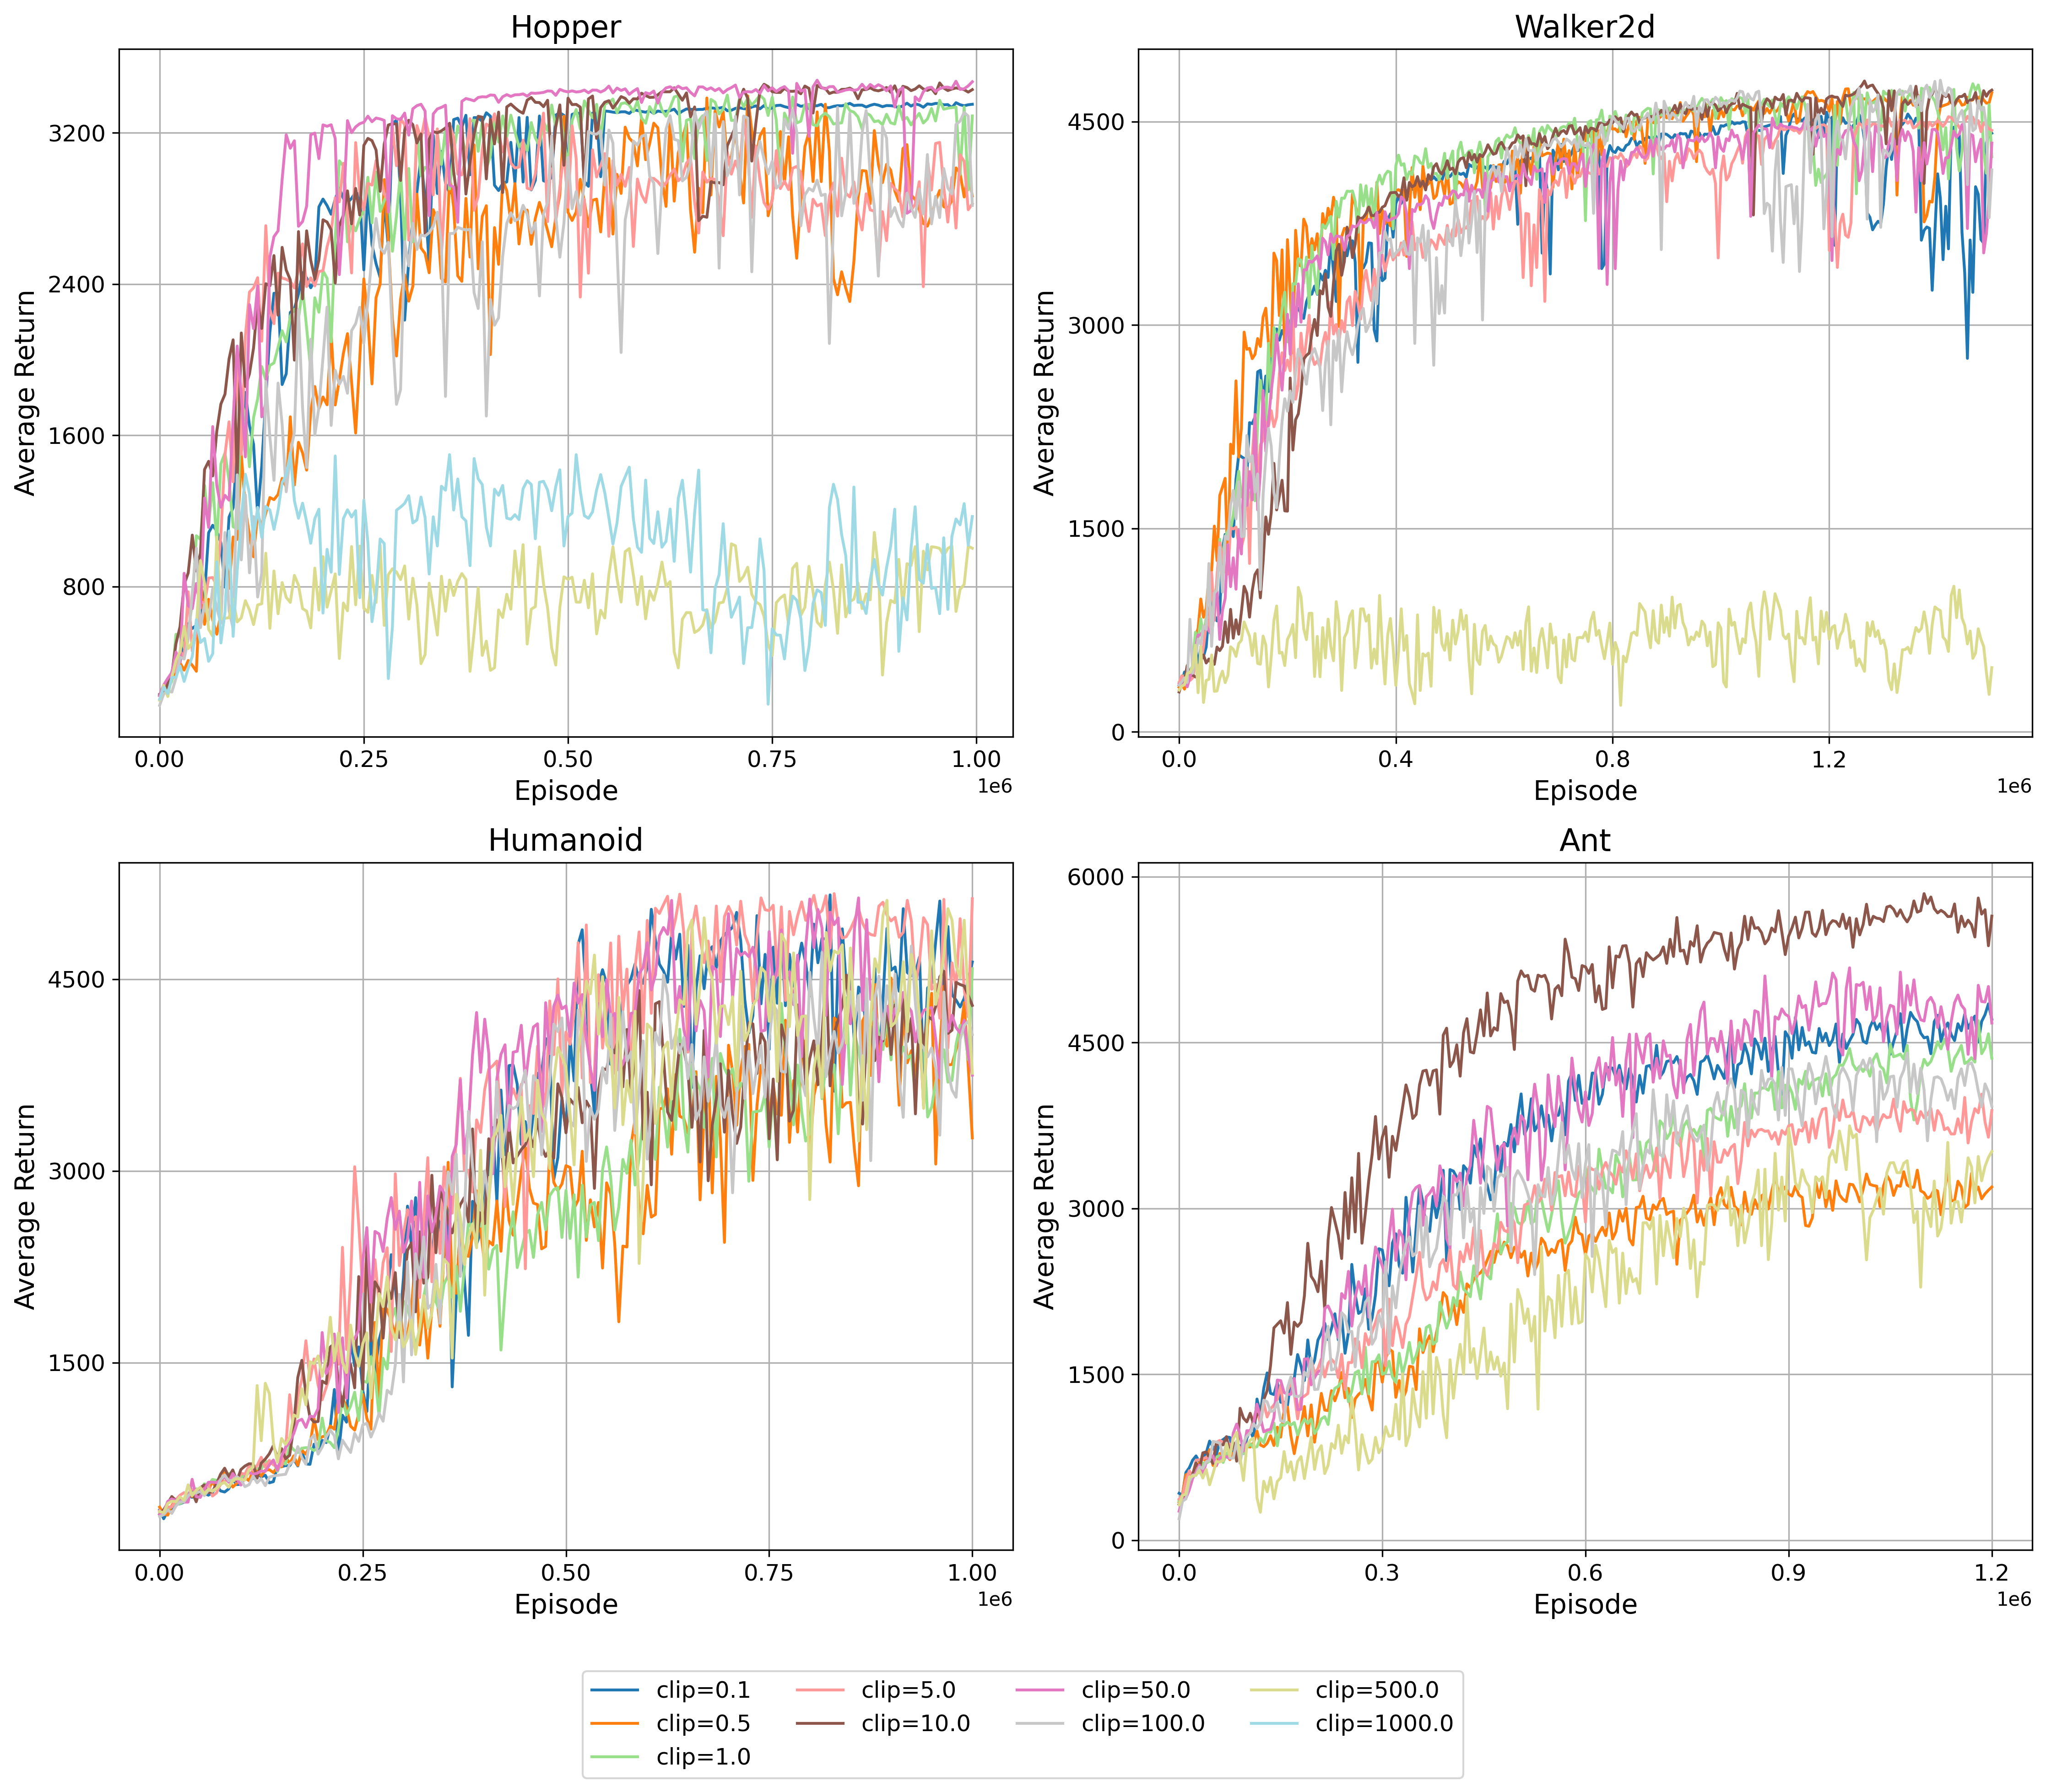 Hopper
Average Return
3200
2400
1600
800
0.00 0.25 0.50 0.75 1.00
1e6
Episode
Walker2d
Average Return
4500
3000
1500
0
0.0 0.4 0.8 1.2
1e6
Episode
Humanoid
Average Return
4500
3000
1500
0.00 0.25 0.50 0.75 1.00
1e6
Episode
Ant
Average Return
6000
4500
3000
1500
0
0.0 0.3 0.6 0.9 1.2
1e6
Episode
clip=0.1 clip=5.0 clip=50.0 clip=500.0
clip=0.5 clip=10.0 clip=100.0 clip=1000.0
clip=1.0